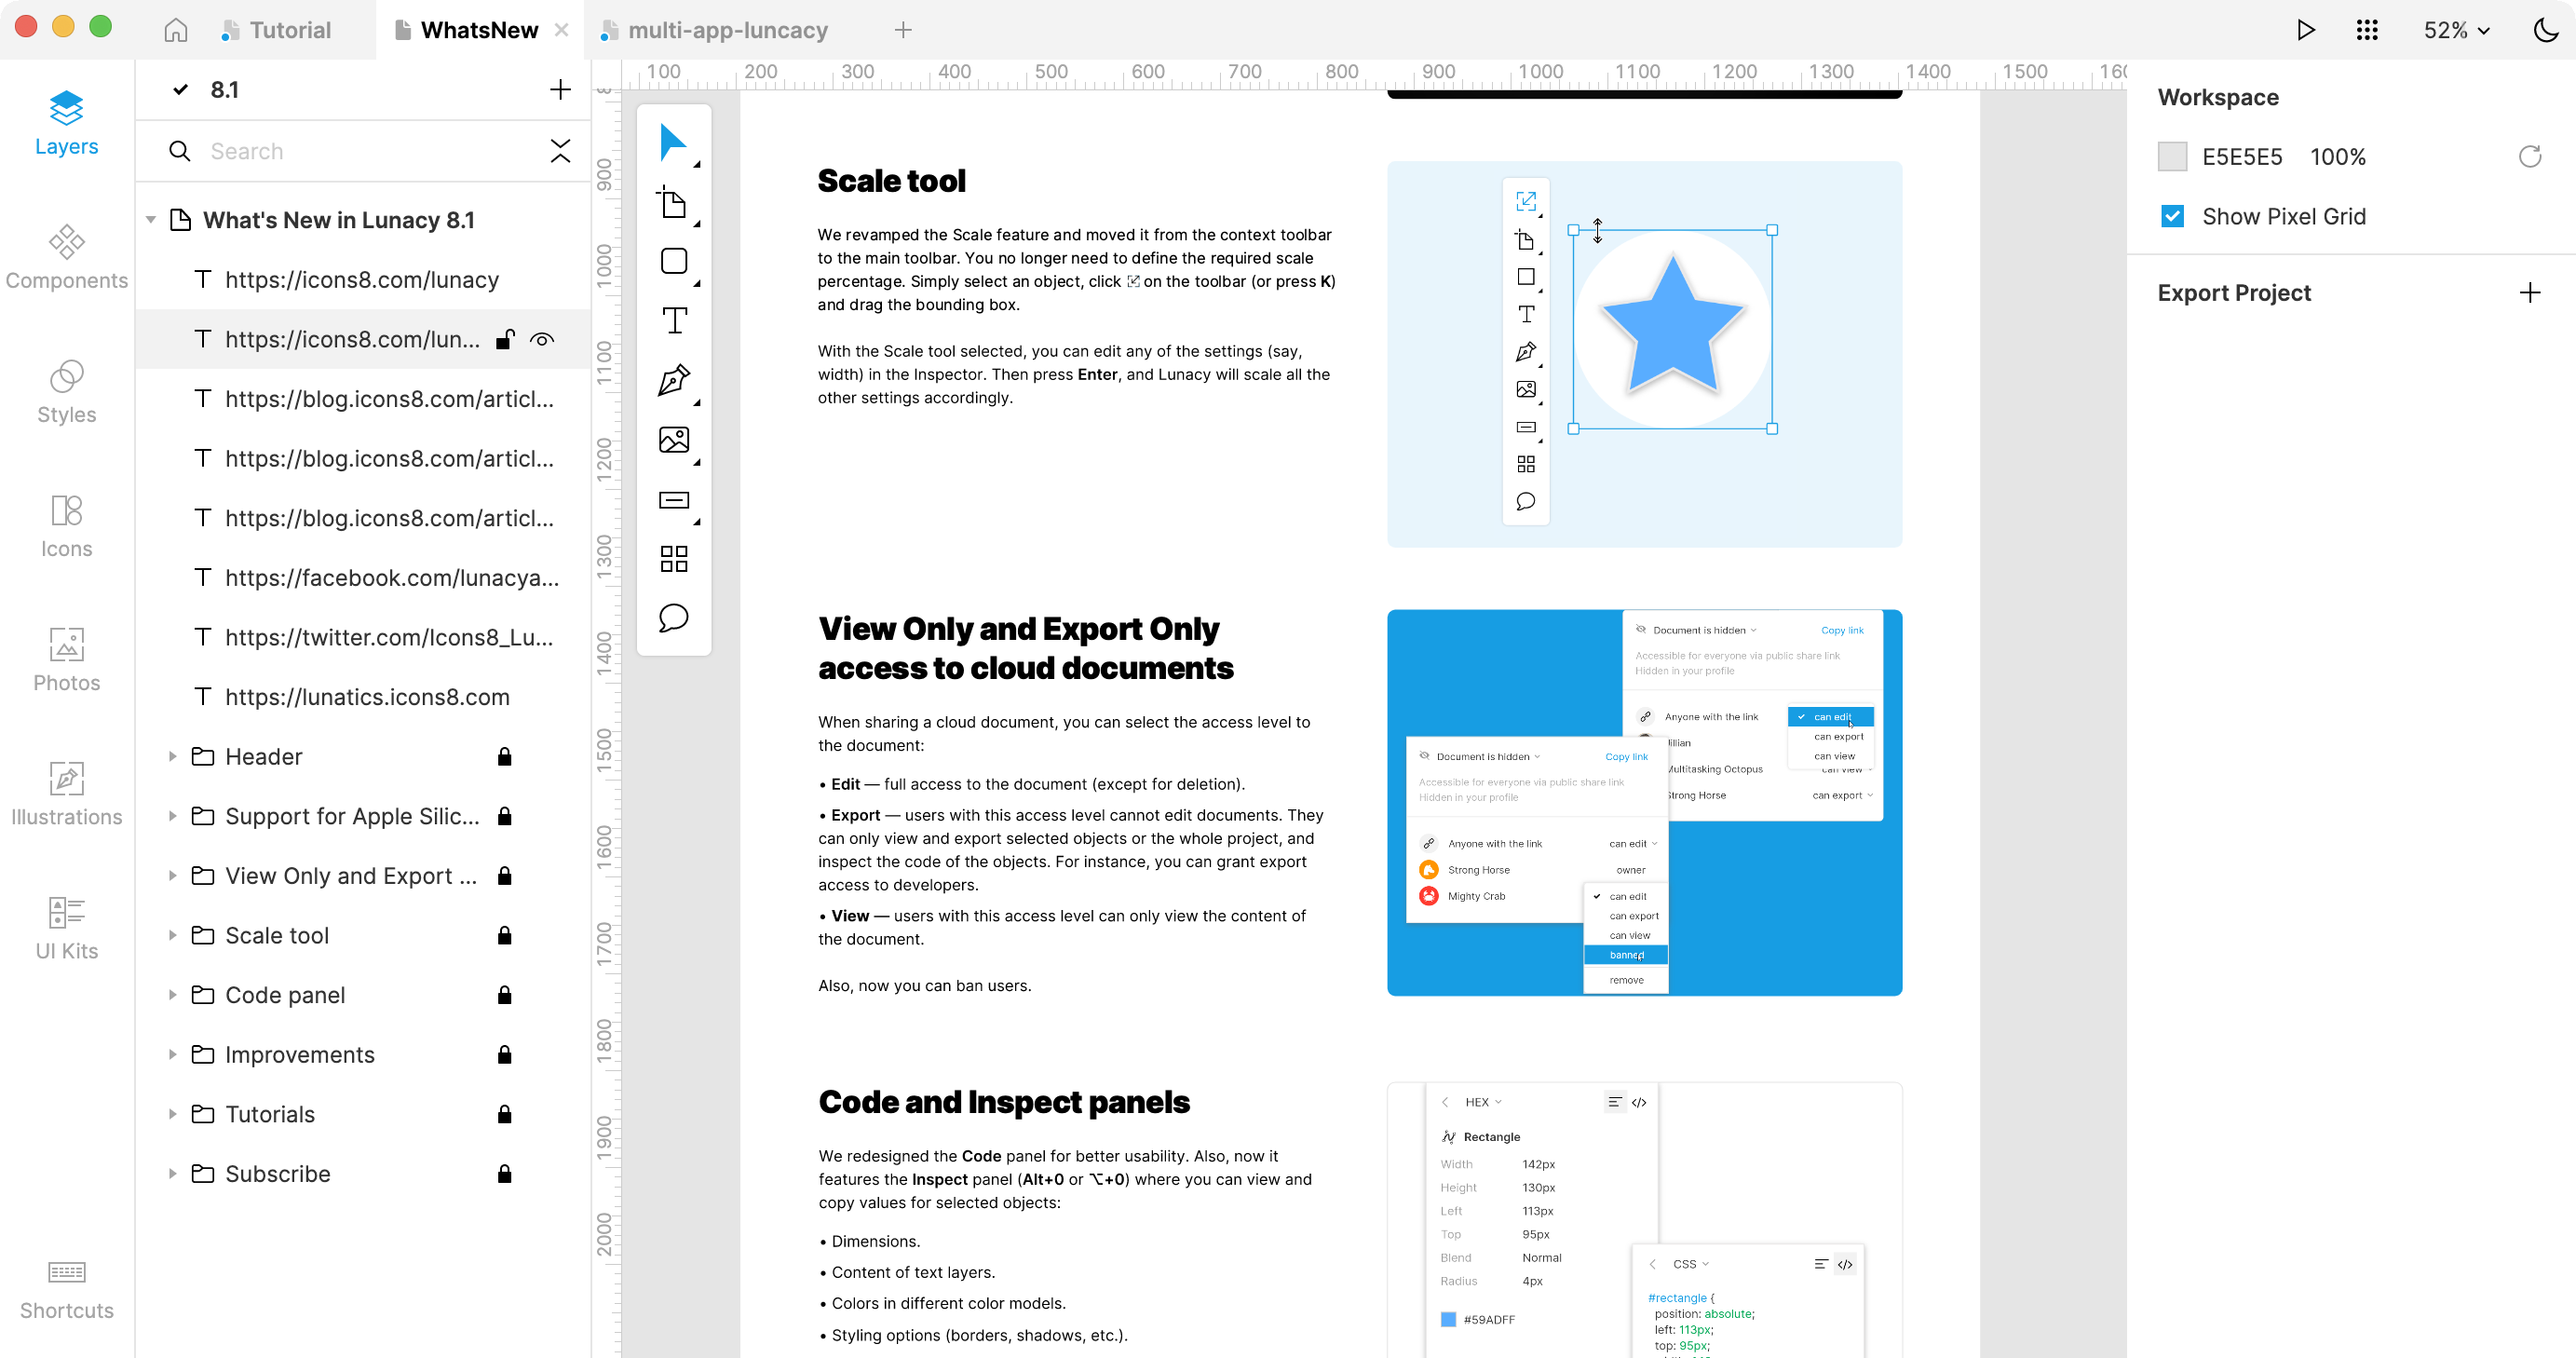 Tutorial
WhatsNew
multi-app-luncacy
52%
Layers
Components
Styles
Icons
Photos
Illustrations
UI Kits
Shortcuts
8.1
Search
What's New in Lunacy 8.1
https://icons8.com/lunacy
https://icons8.com/lun...
https://blog.icons8.com/articl...
https://blog.icons8.com/articl...
https://blog.icons8.com/articl...
https://facebook.com/lunacya...
https://twitter.com/Icons8_Lu...
https://lunatics.icons8.com
Header
Support for Apple Silic...
View Only and Export ...
Scale tool
Code panel
Improvements
Tutorials
Subscribe
100 200 300 400 500 600 700 800 900 1000 1100 1200 1300 1400 1500
900
1000
1100
1200
1300
1400
1500
1600
1700
1800
1900
2000
Scale tool
We revamped the Scale feature and moved it from the context toolbar
to the main toolbar. You no longer need to define the required scale
percentage. Simply select an object, click on the toolbar (or press K)
and drag the bounding box.
With the Scale tool selected, you can edit any of the settings (say,
width) in the Inspector. Then press Enter, and Lunacy will scale all the
other settings accordingly.
View Only and Export Only
access to cloud documents
When sharing a cloud document, you can select the access level to
the document:
• Edit — full access to the document (except for deletion).
• Export — users with this access level cannot edit documents. They
can only view and export selected objects or the whole project, and
inspect the code of the objects. For instance, you can grant export
access to developers.
• View — users with this access level can only view the content of
the document.
Also, now you can ban users.
Document is hidden Copy link
Accessible for everyone via public share link
Hidden in your profile
Anyone with the link
can edit
can export
can view
Multitasking Octopus can view
Strong Horse can export
Document is hidden Copy link
Accessible for everyone via public share link
Hidden in your profile
Anyone with the link can edit
Strong Horse owner
Mighty Crab
can edit
can export
can view
banned
remove
Code and Inspect panels
We redesigned the Code panel for better usability. Also, now it
features the Inspect panel (Alt+0 or ⌥+0) where you can view and
copy values for selected objects:
• Dimensions.
• Content of text layers.
• Colors in different color models.
• Styling options (borders, shadows, etc.).
HEX
Rectangle
Width 142px
Height 130px
Left 113px
Top 95px
Blend Normal
Radius 4px
#59ADFF
CSS
#rectangle {
position: absolute;
left: 113px;
top: 95px;
Workspace
E5E5E5 100%
Show Pixel Grid
Export Project